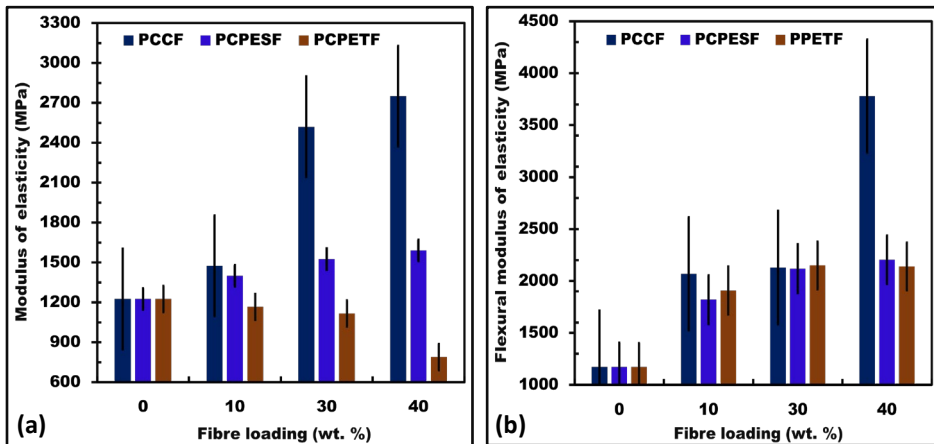 3300
3000
2700
2400
2100
1800
1500
1200
900
600
Modulus of elasticity (MPa)
PCCF PCPESF PCPETF
0 10 30 40
Fibre loading (wt. %)
(a)
4500
4000
3500
3000
2500
2000
1500
1000
Flexural modulus of elasticity (MPa)
PCCF PCPESF PPETF
0 10 30 40
Fibre loading (wt. %)
(b)